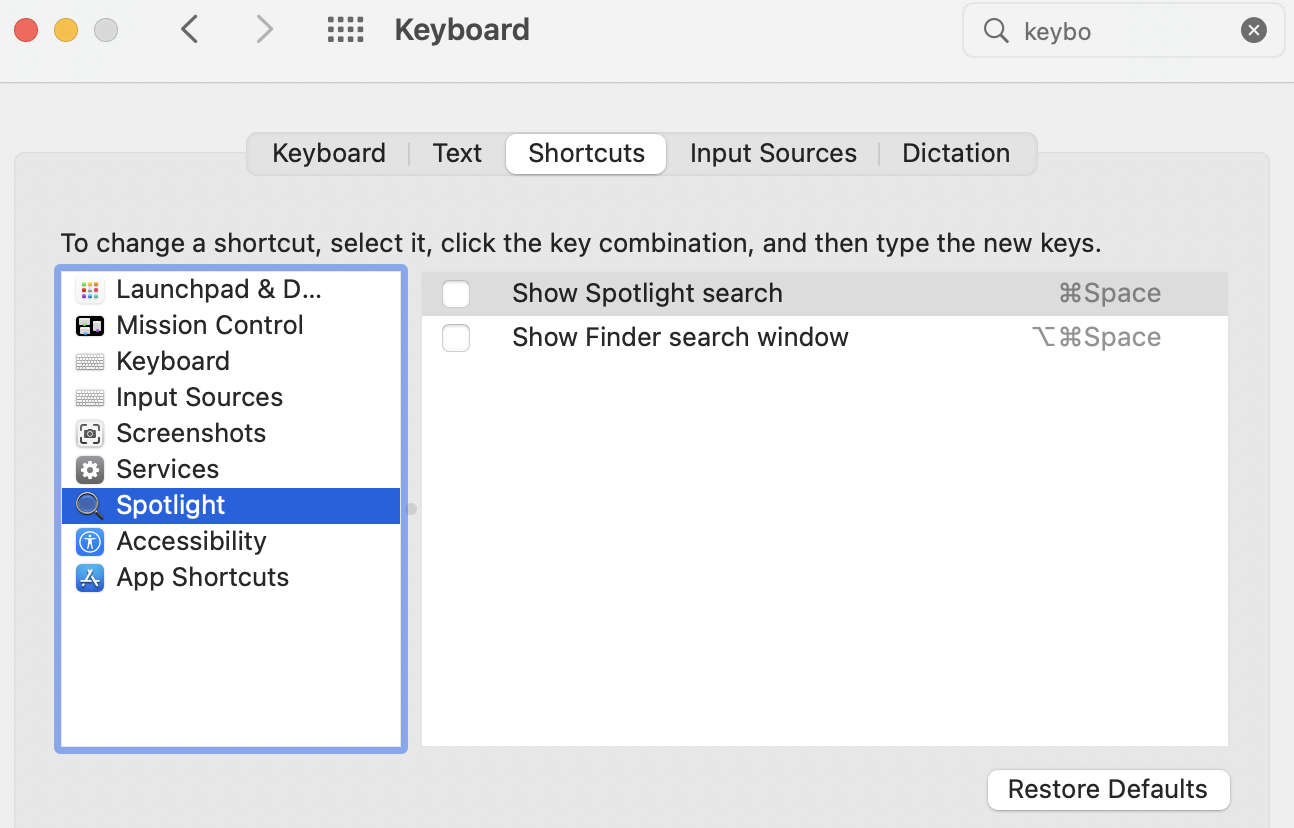 Keyboard
keybo
Keyboard
Text
Shortcuts
Input Sources
Dictation
To change a shortcut, select it, click the key combination, and then type the new keys.
Launchpad & D...
Mission Control
Keyboard
Input Sources
Screenshots
Services
Spotlight
Accessibility
App Shortcuts
Show Spotlight search ⌘Space
Show Finder search window ⌥⌘Space
Restore Defaults